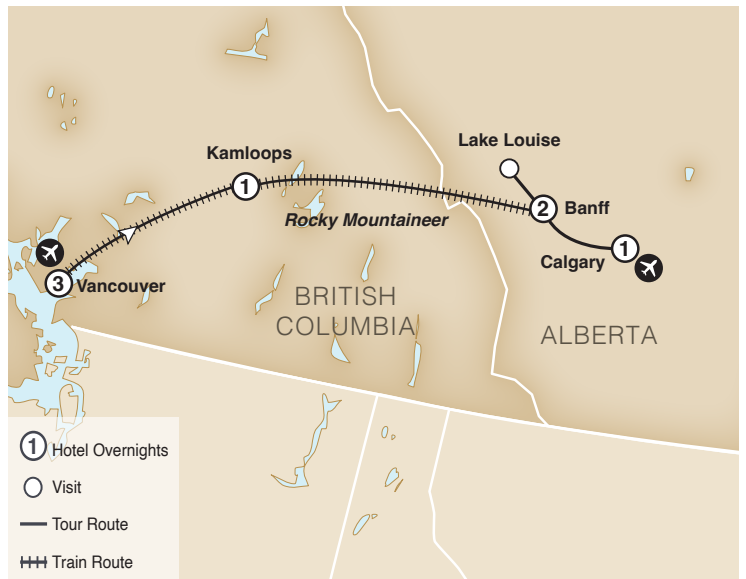 Lake Louise
Kamloops
1
2
Banff
Rocky Mountaineer
1
Calgary
3
Vancouver
BRITISH
COLUMBIA
ALBERTA
1 Hotel Overnights
Visit
Tour Route
Train Route